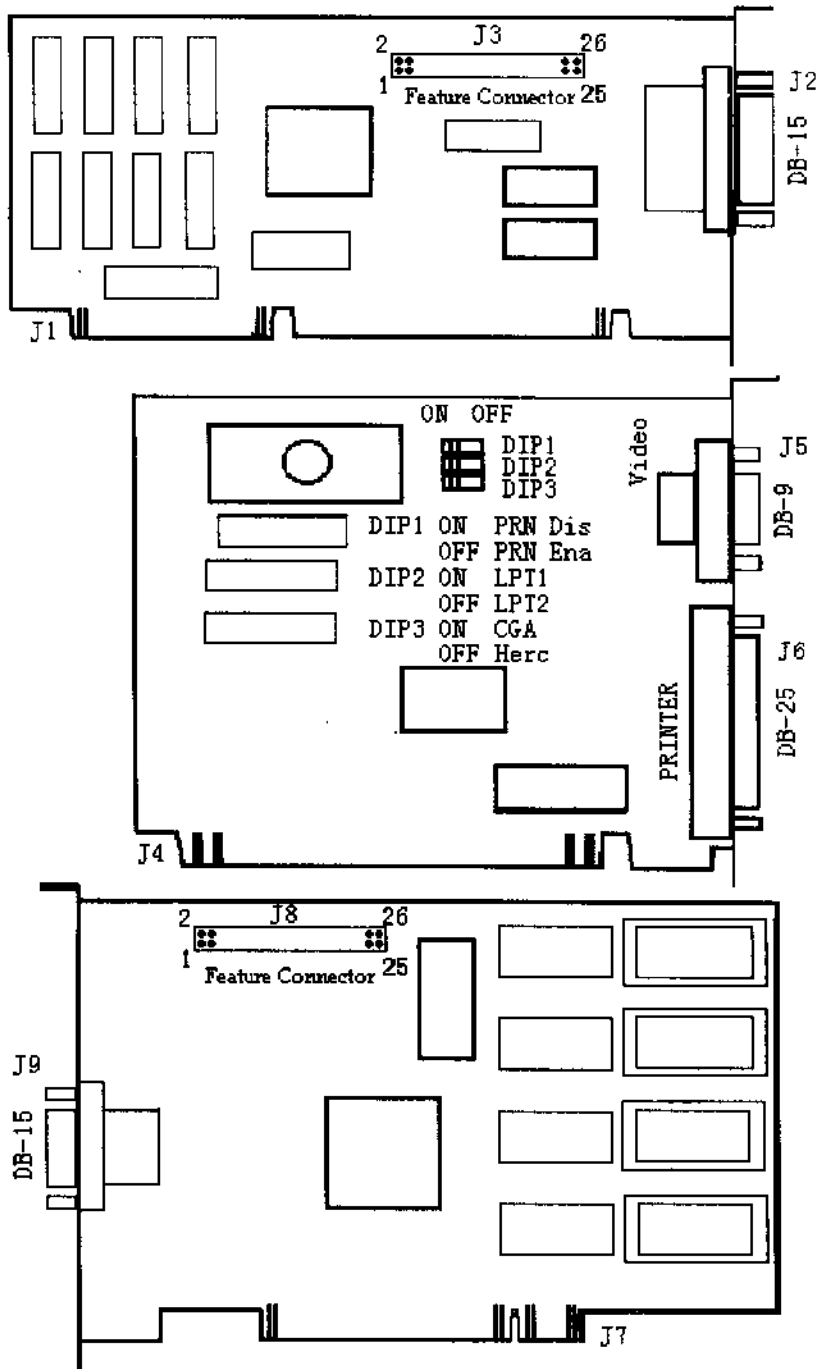 2 J3 26
1 Feature Connector 25
J2
DB-15
J1
ON OFF
DIP1
DIP2
DIP3
Video
J5
DB-9
DIP1 ON PRN Dis
OFF PRN Ena
DIP2 ON LPT1
OFF LPT2
DIP3 ON CGA
OFF Herc
J6
DB-25
PRINTER
J4
2 J8 26
1 Feature Connector 25
J9
DB-15
J7